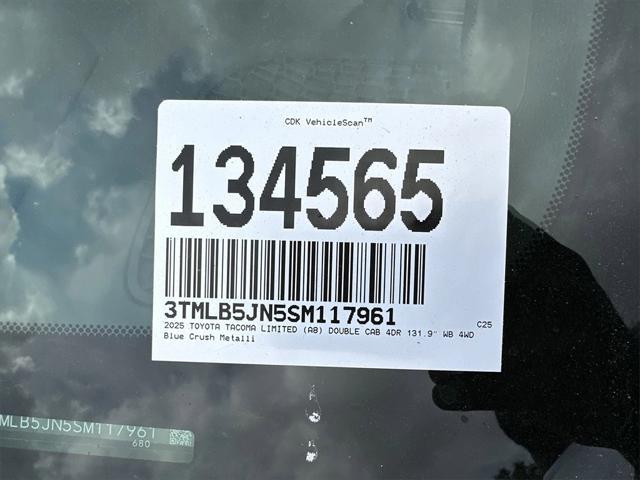 CDK VehicleScan™
134565
3TMLB5JN5SM117961
2025 TOYOTA TACOMA LIMITED (A8) DOUBLE CAB 4DR 131.9" WB 4WD C25
Blue Crush Metalli
MLB5JN5SM117961
680